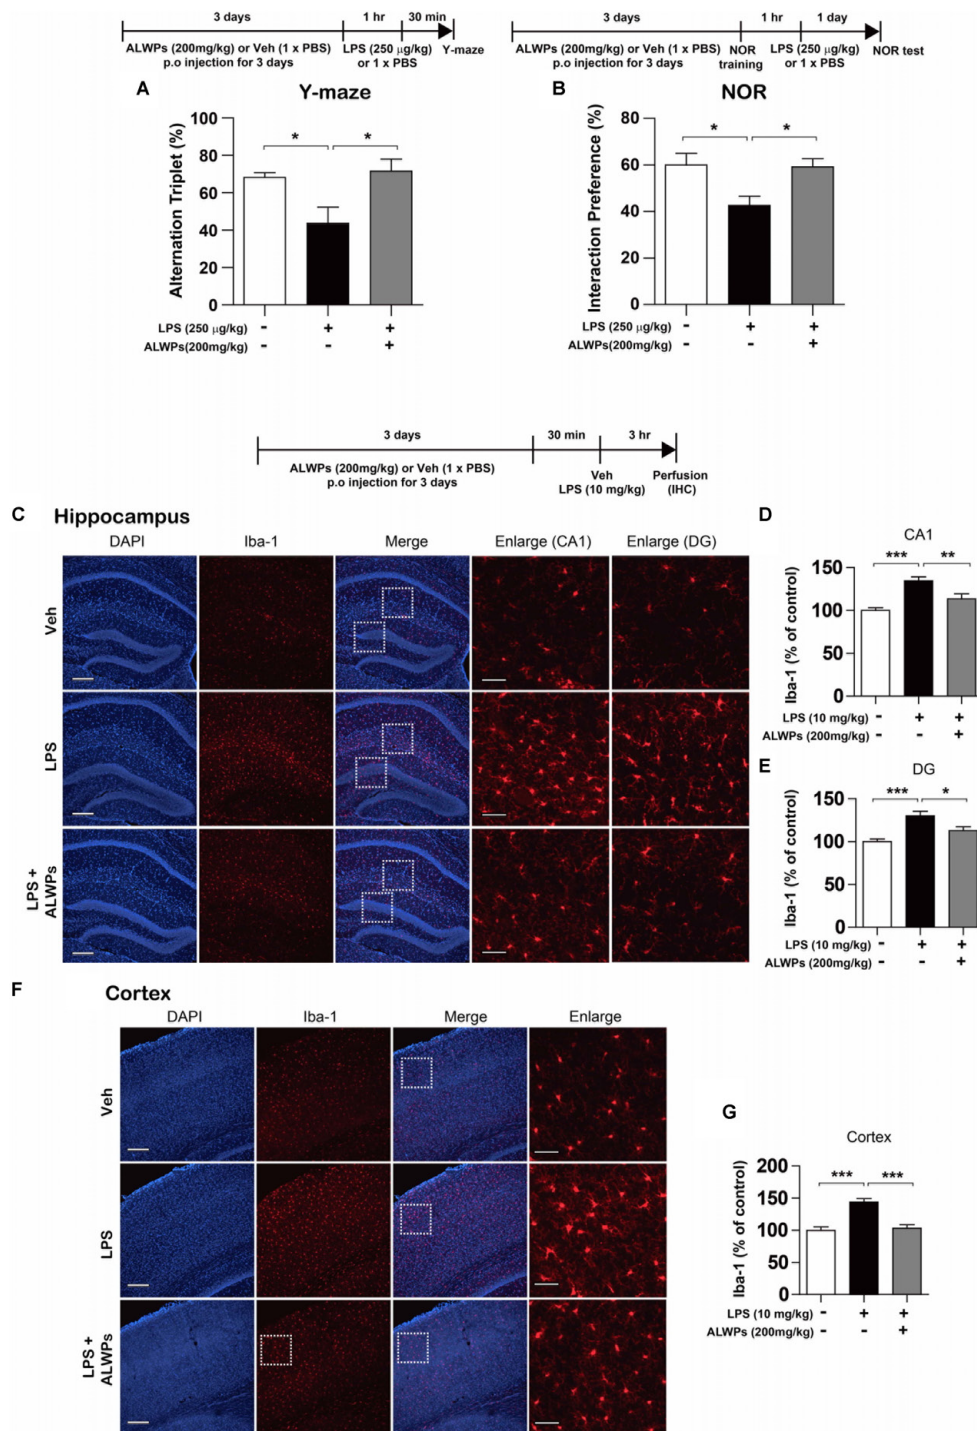 3 days 1 hr 30 min
ALWPs (200mg/kg) or Veh (1 x PBS)
p.o injection for 3 days
LPS (250 µg/kg)
or 1 x PBS
Y-maze
3 days 1 hr 1 day
ALWPs (200mg/kg) or Veh (1 x PBS)
p.o injection for 3 days
NOR
training
LPS (250 µg/kg)
or 1 x PBS
NOR test
A Y-maze
Alternation Triplet (%)
100
80
60
40
20
0
* *
LPS (250 µg/kg) - + +
ALWPs(200mg/kg) - - +
B NOR
Interaction Preference (%)
80
60
40
20
0
* *
LPS (250 µg/kg) - + +
ALWPs(200mg/kg) - - +
3 days 30 min 3 hr
ALWPs (200mg/kg) or Veh (1 x PBS)
p.o injection for 3 days
Veh
LPS (10 mg/kg)
Perfusion
(IHC)
C Hippocampus
DAPI Iba-1 Merge Enlarge (CA1) Enlarge (DG)
Veh
LPS
LPS +
ALWPs
D CA1
Iba-1 (% of control)
150
100
50
0
*** **
LPS (10 mg/kg) - + +
ALWPs (200mg/kg) - - +
E DG
Iba-1 (% of control)
150
100
50
0
*** *
LPS (10 mg/kg) - + +
ALWPs (200mg/kg) - - +
F Cortex
DAPI Iba-1 Merge Enlarge
Veh
LPS
LPS +
ALWPs
G Cortex
Iba-1 (% of control)
200
150
100
50
0
*** ***
LPS (10 mg/kg) - + +
ALWPs (200mg/kg) - - +